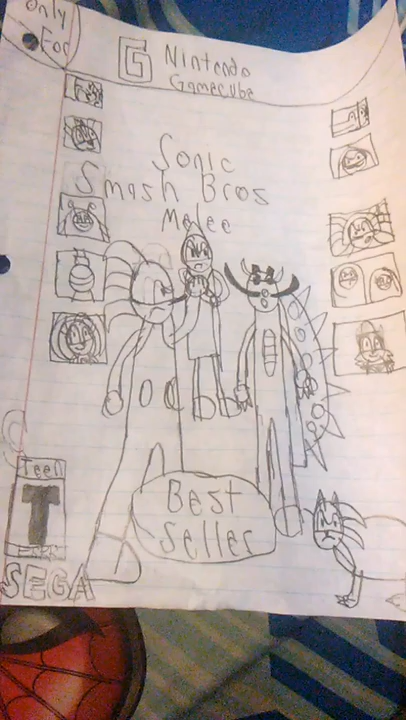 Only
For
G Nintendo
Gamecube
Sonic
Smash Bros
Melee
Best
Seller
Teen
T
SEGA